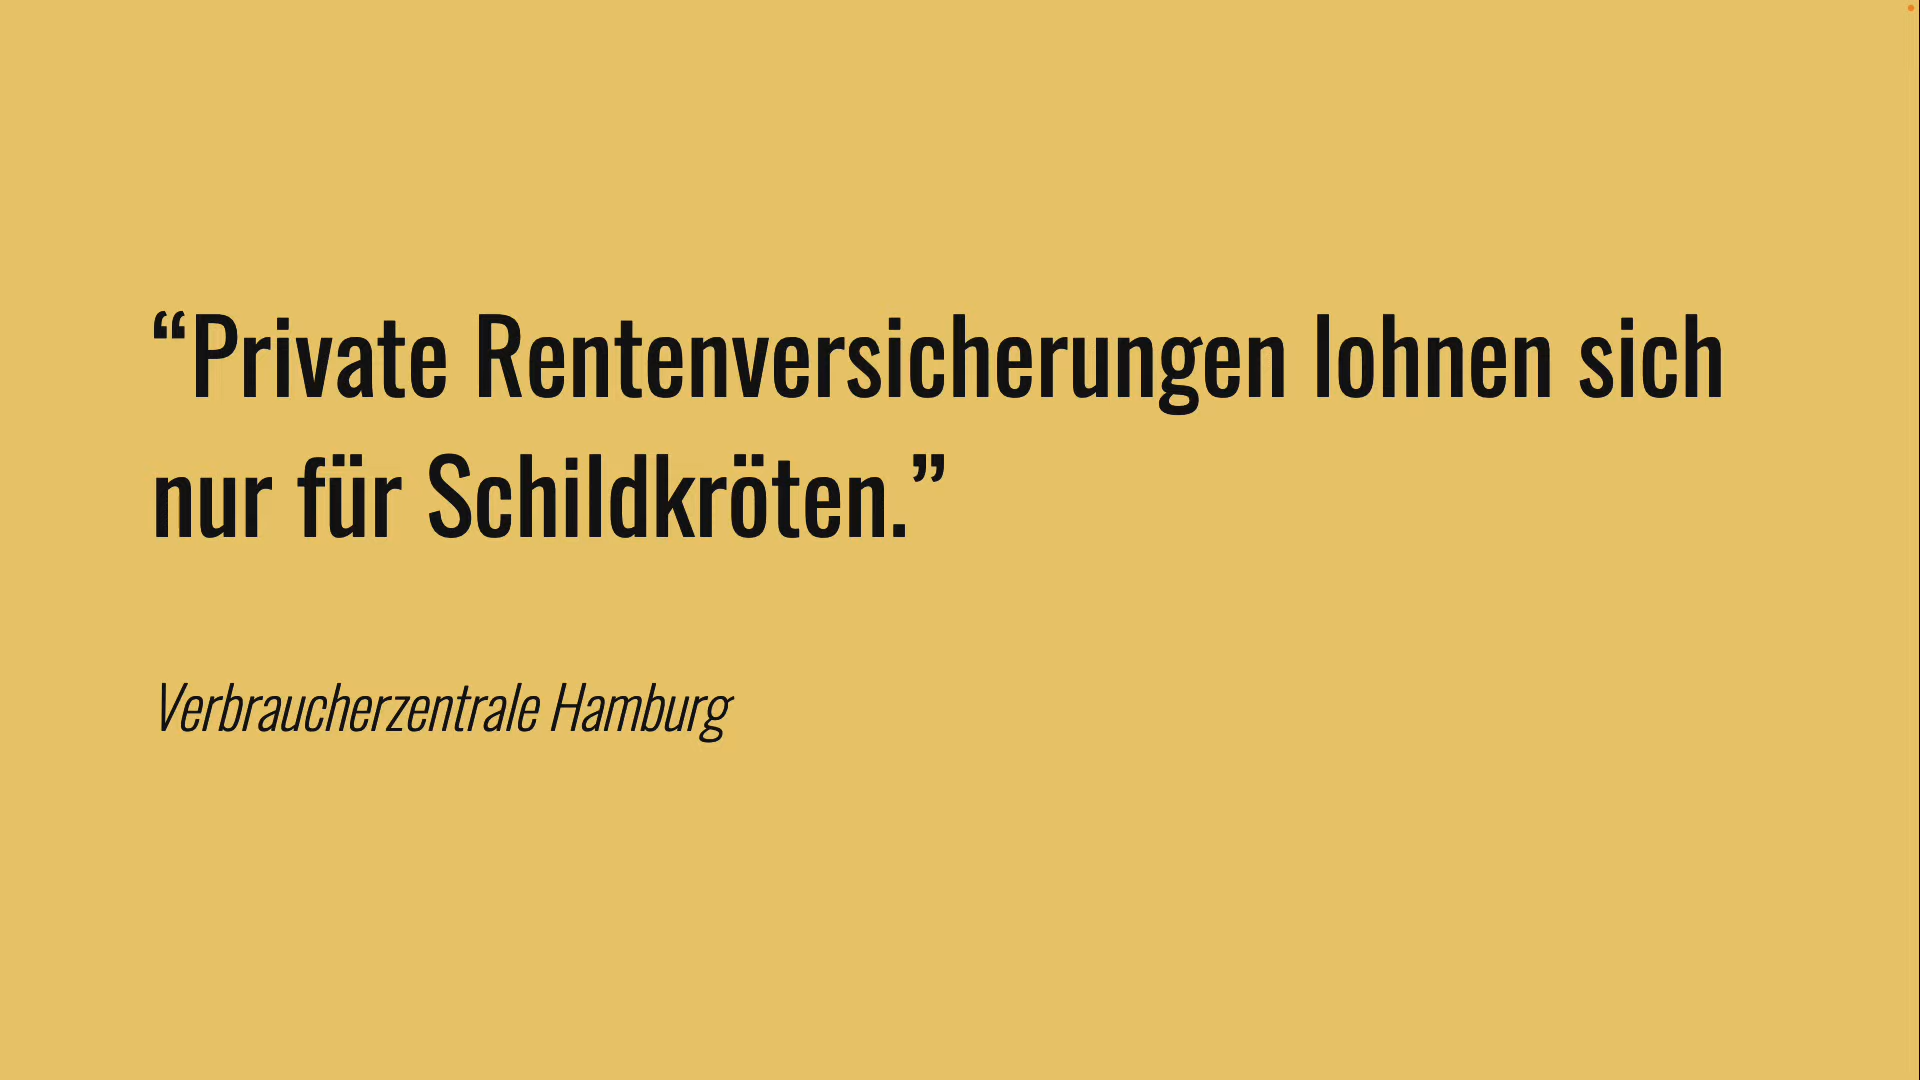 “Private Rentenversicherungen lohnen sich
nur für Schildkröten.”
Verbraucherzentrale Hamburg